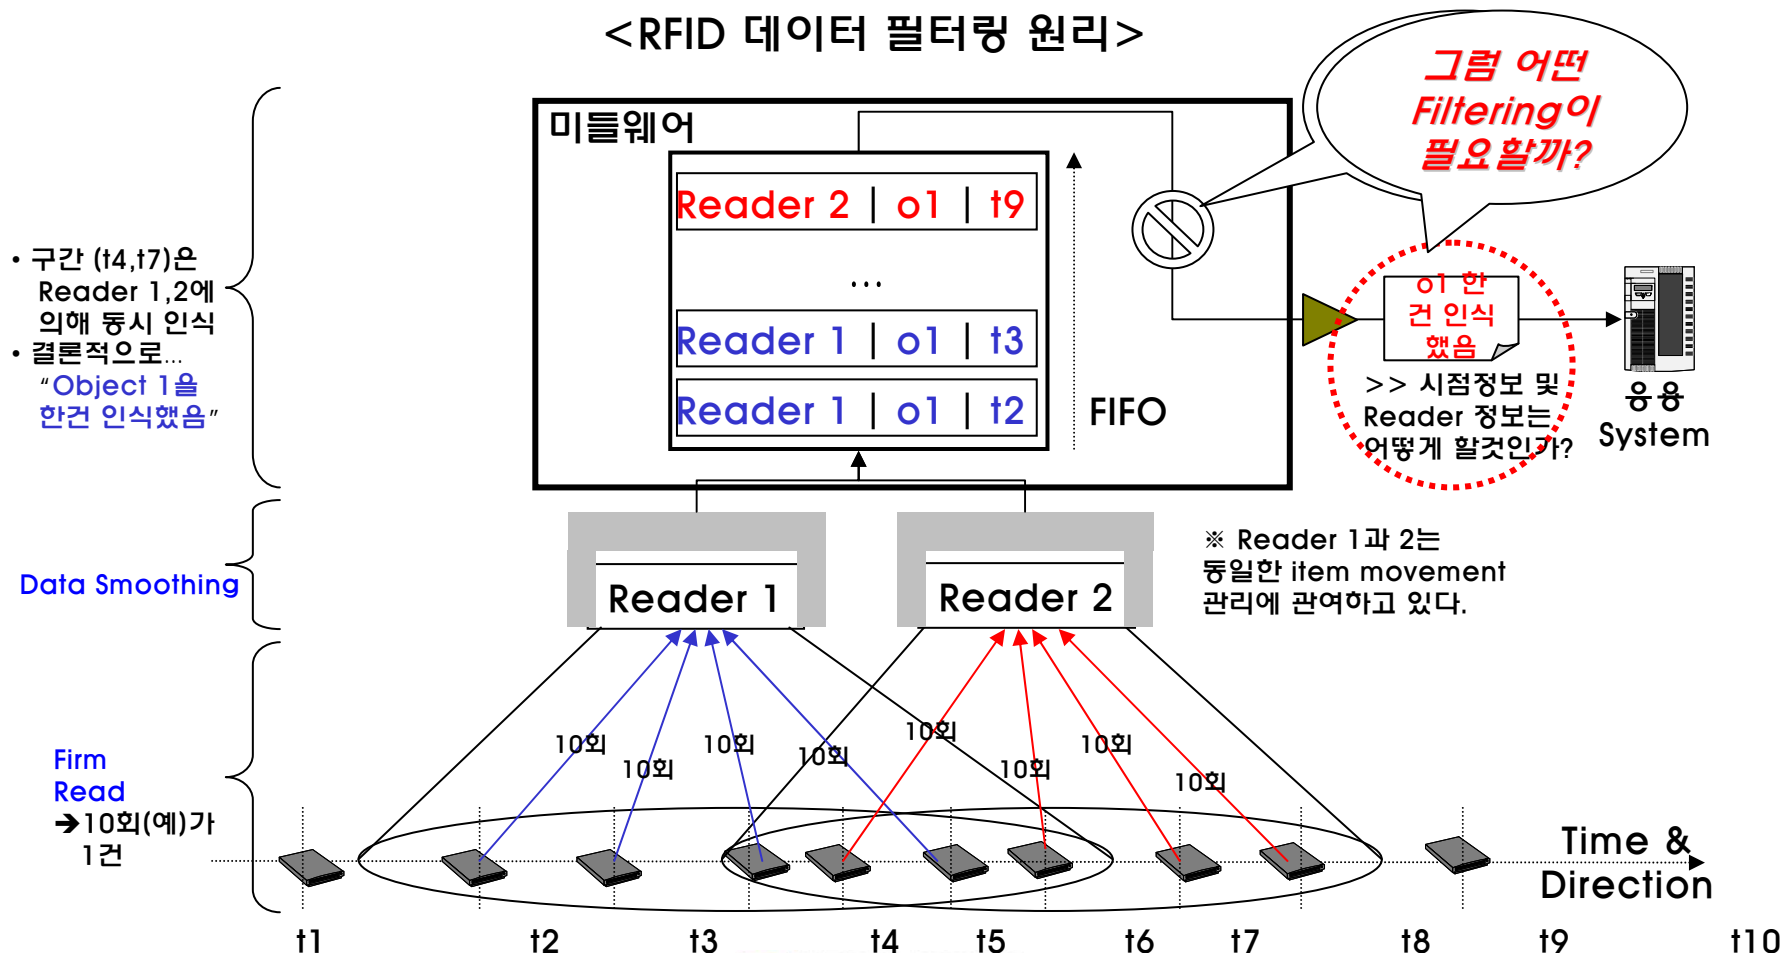 <RFID 데이터 필터링 원리>
그럼 어떤
Filtering이
필요할까?
미들웨어
Reader 2 | o1 | t9
...
Reader 1 | o1 | t3
Reader 1 | o1 | t2
FIFO
• 구간 (t4,t7)은
Reader 1,2에
의해 동시 인식
• 결론적으로...
“Object 1을
한건 인식했음”
o1 한
건 인식
했음
>> 시점정보 및
Reader 정보는
어떻게 할것인가?
응용
System
Data Smoothing
Reader 1
Reader 2
※ Reader 1과 2는
동일한 item movement
관리에 관여하고 있다.
10회
10회
10회
10회
10회
10회
10회
10회
Firm
Read
➔10회(예)가
1건
Time &
Direction
t1 t2 t3 t4 t5 t6 t7 t8 t9 t10